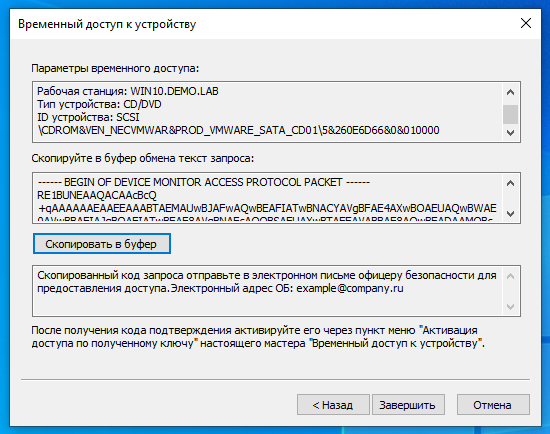 Временный доступ к устройству
Параметры временного доступа:
Рабочая станция: WIN10.DEMO.LAB
Тип устройства: CD/DVD
ID устройства: SCSI
\CDROM&VEN_NECVMWAR&PROD_VMWARE_SATA_CD01\5&260E6D66&0&010000
Скопируйте в буфер обмена текст запроса:
------ BEGIN OF DEVICE MONITOR ACCESS PROTOCOL PACKET ------
RE1BUNEAAQACAAcBcQ
+qAAAAAAEAAEEAAABTAEMAUwBJAFwAQwBEAFIATwBNACYAVgBFAE4AXwBOAEUAQwBWAE
Скопировать в буфер
Скопированный код запроса отправьте в электронном письме офицеру безопасности для
предоставления доступа.Электронный адрес ОБ: example@company.ru
После получения кода подтверждения активируйте его через пункт меню "Активация
доступа по полученному ключу" настоящего мастера "Временный доступ к устройству".
< Назад
Завершить
Отмена